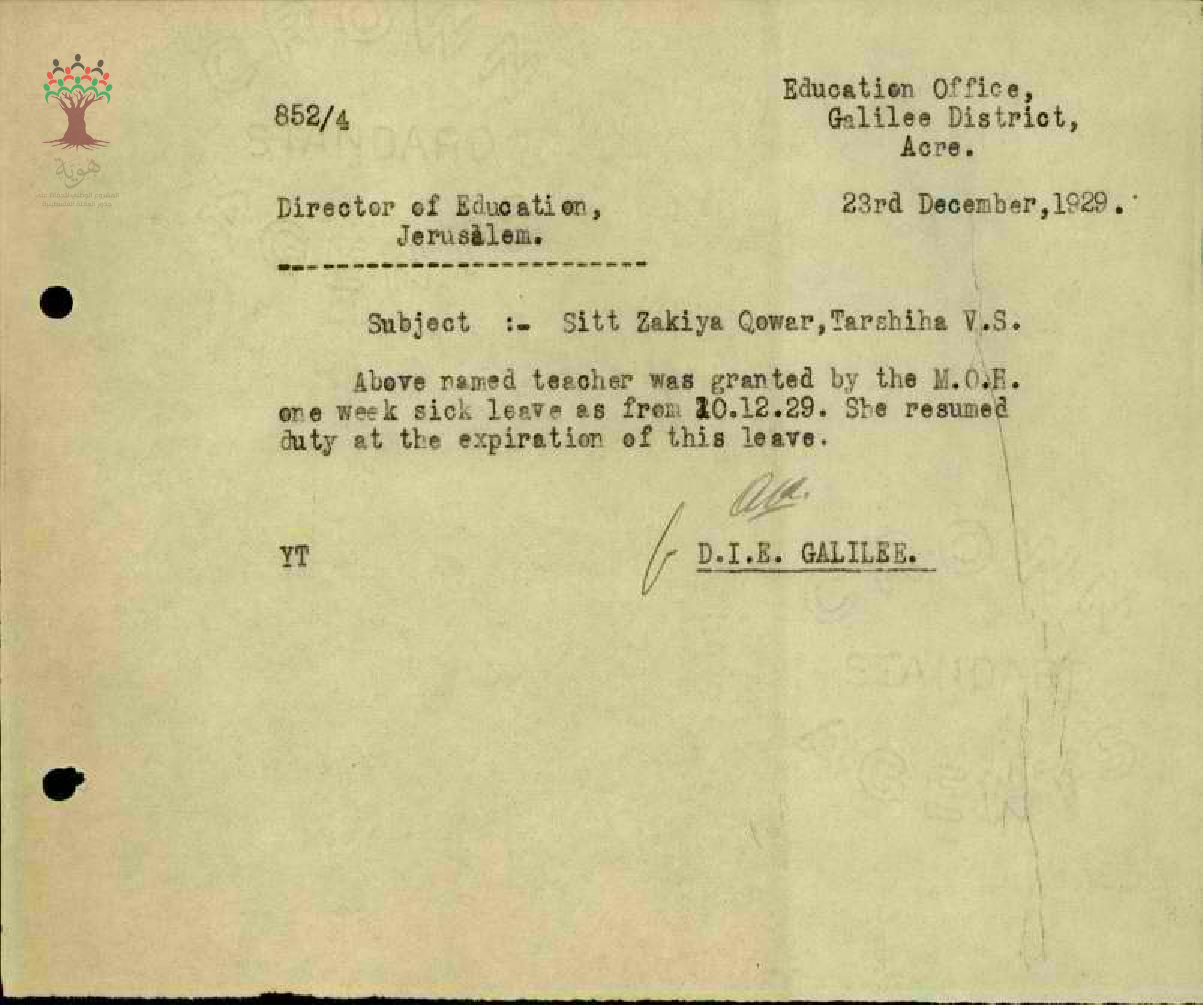 هوية
852/4
Education Office,
Galilee District,
Acre.
Director of Education,
Jerusalem.
23rd December,1929.
Subject :- Sitt Zakiya Qowar,Tarshiha V.S.
Above named teacher was granted by the M.O.H.
one week sick leave as from 10.12.29. She resumed
duty at the expiration of this leave.
YT
D.I.E. GALILEE.